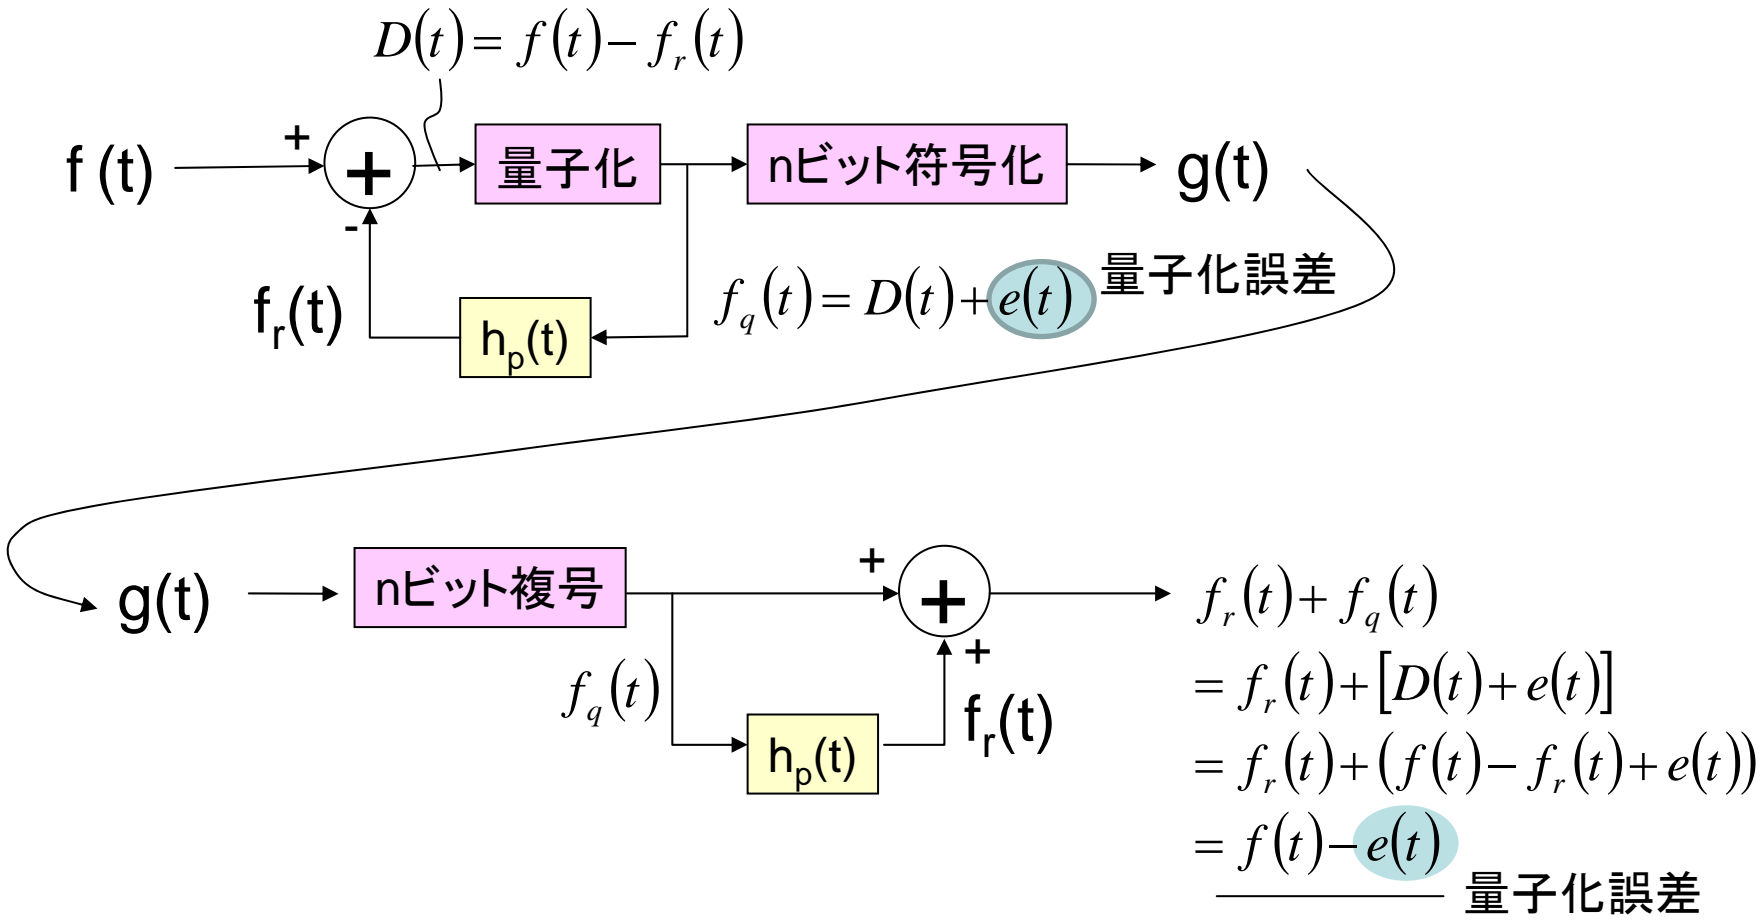 D(t) = f(t) − f_r(t)
+
f (t)
+
量子化
nビット符号化
g(t)
-
f_r(t)
h_p(t)
f_q(t) = D(t) + e(t)
量子化誤差
g(t)
nビット複号
+
+
+
f_q(t)
h_p(t)
f_r(t)
f_r(t) + f_q(t)
= f_r(t) + [D(t) + e(t)]
= f_r(t) + (f(t) − f_r(t) + e(t))
= f(t) − e(t)
量子化誤差